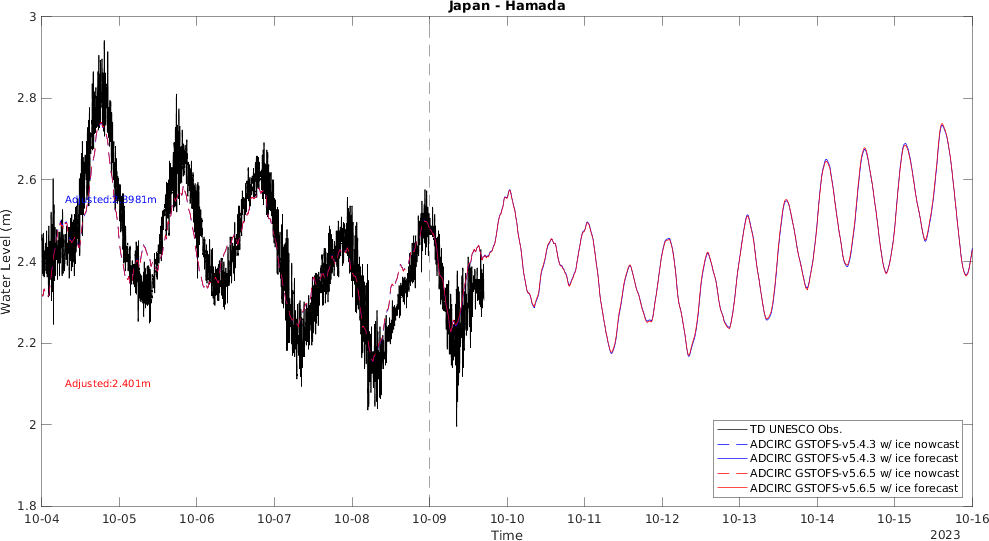 Japan - Hamada
Water Level (m)
3
2.8
2.6
2.4
2.2
2
1.8
Adjusted:2.3981m
Adjusted:2.401m
TD UNESCO Obs.
ADCIRC GSTOFS-v5.4.3 w/ ice nowcast
ADCIRC GSTOFS-v5.4.3 w/ ice forecast
ADCIRC GSTOFS-v5.6.5 w/ ice nowcast
ADCIRC GSTOFS-v5.6.5 w/ ice forecast
10-04 10-05 10-06 10-07 10-08 10-09 10-10 10-11 10-12 10-13 10-14 10-15 10-16
Time
2023